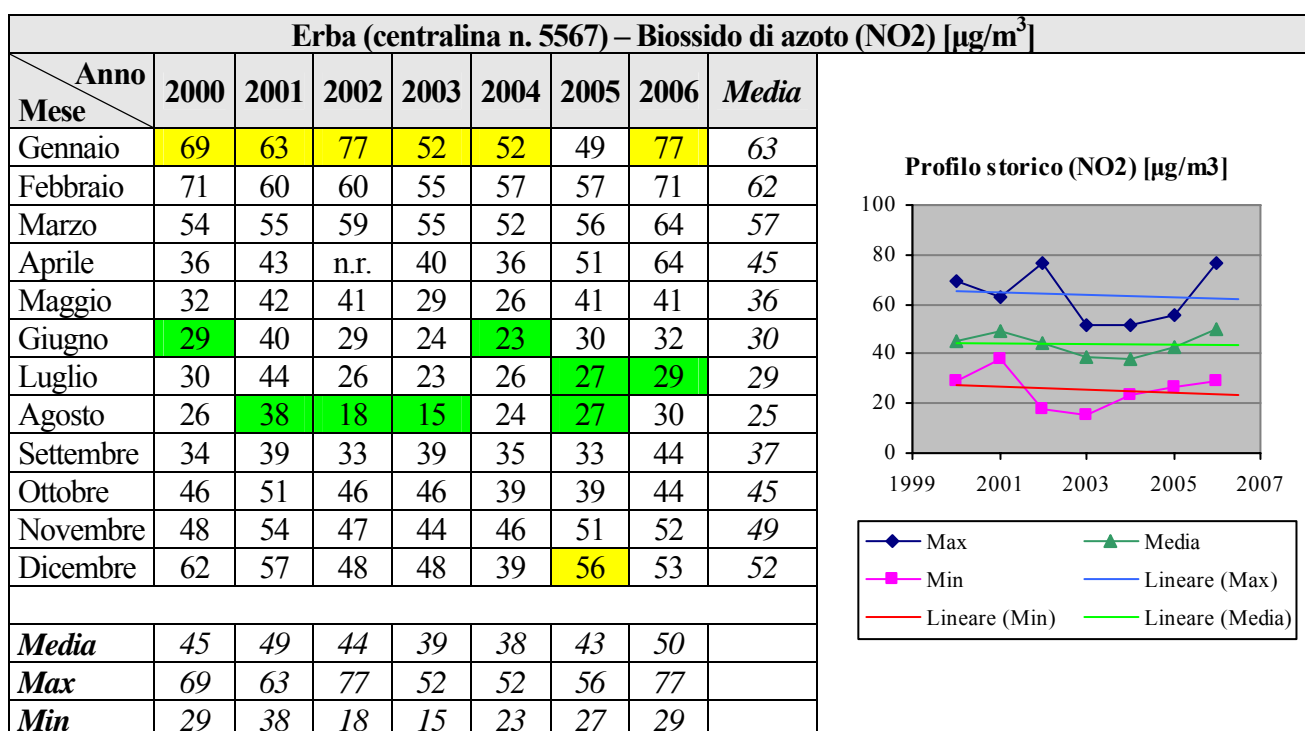 Erba (centralina n. 5567) – Biossido di azoto (NO2) [µg/m³]
Anno
Mese 2000 2001 2002 2003 2004 2005 2006 Media
Gennaio 69 63 77 52 52 49 77 63
Febbraio 71 60 60 55 57 57 71 62
Marzo 54 55 59 55 52 56 64 57
Aprile 36 43 n.r. 40 36 51 64 45
Maggio 32 42 41 29 26 41 41 36
Giugno 29 40 29 24 23 30 32 30
Luglio 30 44 26 23 26 27 29 29
Agosto 26 38 18 15 24 27 30 25
Settembre 34 39 33 39 35 33 44 37
Ottobre 46 51 46 46 39 39 44 45
Novembre 48 54 47 44 46 51 52 49
Dicembre 62 57 48 48 39 56 53 52
Media 45 49 44 39 38 43 50
Max 69 63 77 52 52 56 77
Min 29 38 18 15 23 27 29
Profilo storico (NO2) [µg/m3]
100
80
60
40
20
0
1999 2001 2003 2005 2007
Max Media
Min Lineare (Max)
Lineare (Min) Lineare (Media)